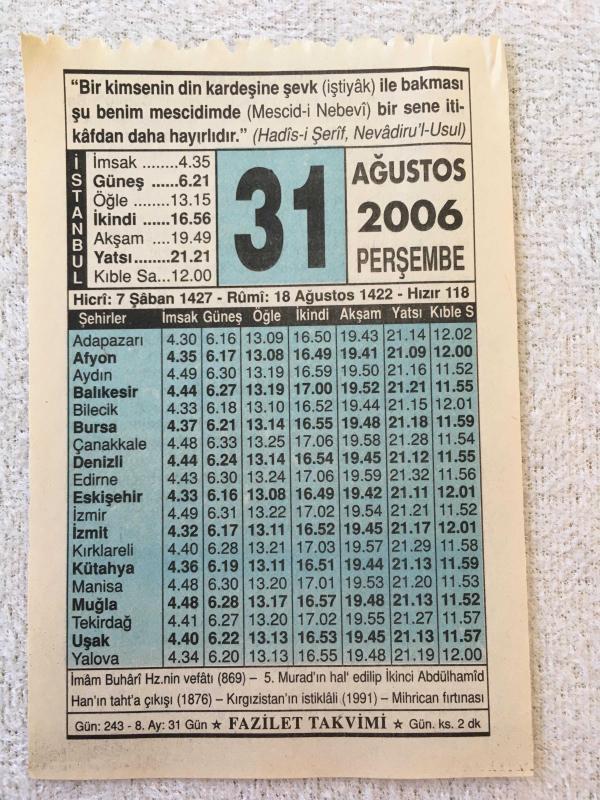 “Bir kimsenin din kardeşine şevk (iştiyâk) ile bakması
şu benim mescidimde (Mescid-i Nebevî) bir sene iti-
kâfdan daha hayırlıdır.” (Hadîs-i Şerîf, Nevâdiru’l-Usul)
İSTANBUL
İmsak ........4.35
Güneş ......6.21
Öğle .........13.15
İkindi ......16.56
Akşam ....19.49
Yatsı........21.21
Kıble Sa...12.00
31
AĞUSTOS
2006
PERŞEMBE
Hicrî: 7 Şâban 1427 - Rûmî: 18 Ağustos 1422 - Hızır 118
Şehirler İmsak Güneş Öğle İkindi Akşam Yatsı Kıble S
Adapazarı 4.30 6.16 13.09 16.50 19.43 21.14 12.02
Afyon 4.35 6.17 13.08 16.49 19.41 21.09 12.00
Aydın 4.49 6.30 13.19 16.59 19.50 21.16 11.52
Balıkesir 4.44 6.27 13.19 17.00 19.52 21.21 11.55
Bilecik 4.33 6.18 13.10 16.52 19.44 21.15 12.01
Bursa 4.37 6.21 13.14 16.55 19.48 21.18 11.59
Çanakkale 4.48 6.33 13.25 17.06 19.58 21.28 11.54
Denizli 4.44 6.24 13.14 16.54 19.45 21.12 11.55
Edirne 4.43 6.30 13.24 17.06 19.59 21.32 11.56
Eskişehir 4.33 6.16 13.08 16.49 19.42 21.11 12.01
İzmir 4.49 6.31 13.22 17.02 19.54 21.21 11.52
İzmit 4.32 6.17 13.11 16.52 19.45 21.17 12.01
Kırklareli 4.40 6.28 13.21 17.03 19.57 21.29 11.58
Kütahya 4.36 6.19 13.11 16.51 19.44 21.13 11.59
Manisa 4.48 6.30 13.20 17.01 19.53 21.20 11.53
Muğla 4.48 6.28 13.17 16.57 19.48 21.13 11.52
Tekirdağ 4.41 6.27 13.20 17.02 19.55 21.27 11.57
Uşak 4.40 6.22 13.13 16.53 19.45 21.13 11.57
Yalova 4.34 6.20 13.13 16.55 19.48 21.19 12.00
İmâm Buhârî Hz.nin vefâtı (869) – 5. Murad’ın hal' edilip İkinci Abdülhamîd
Han’ın taht’a çıkışı (1876) – Kırgızistan’ın istiklâli (1991) – Mihrican fırtınası
Gün: 243 - 8. Ay: 31 Gün ★ FAZİLET TAKVİMİ ★ Gün. ks. 2 dk